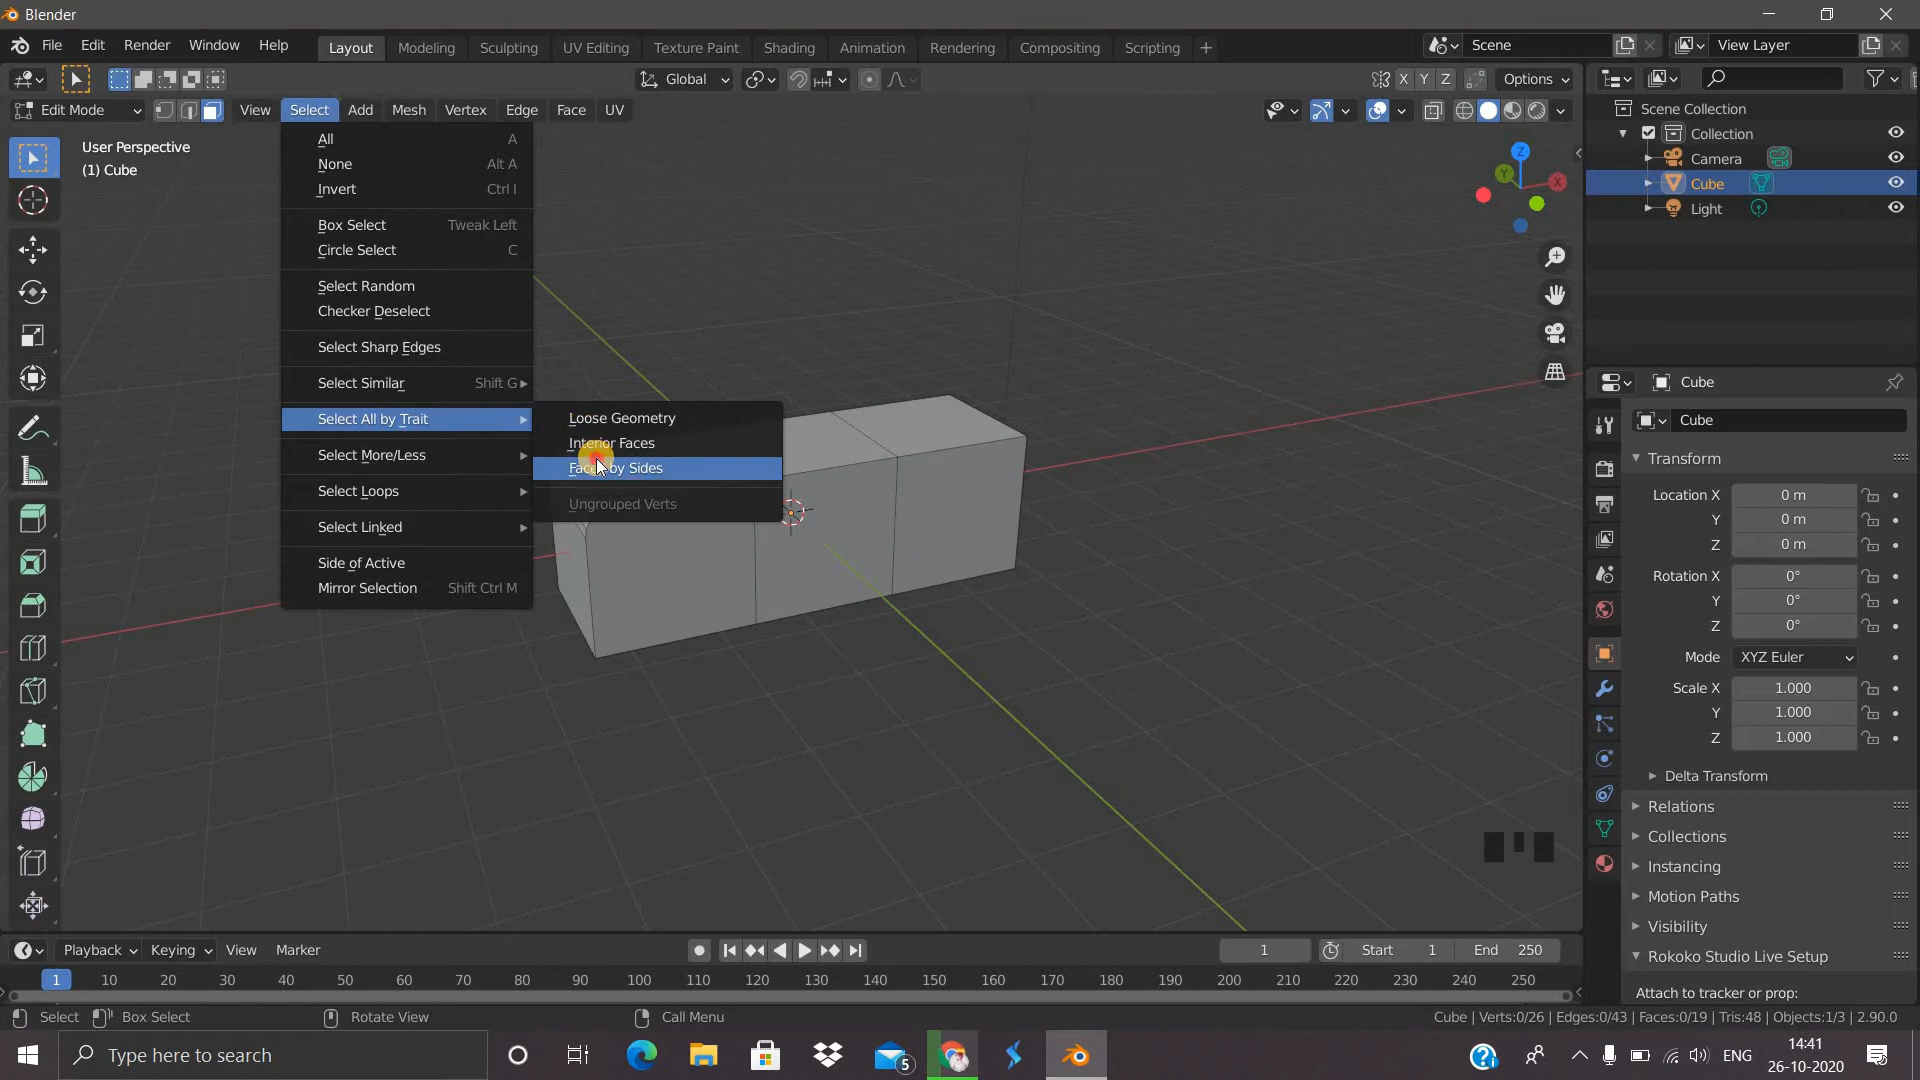 Blender
File Edit Render Window Help Layout Modeling Sculpting UV Editing Texture Paint Shading Animation Rendering Compositing Scripting + Scene View Layer
Global X Y Z Options
Edit Mode View Select Add Mesh Vertex Edge Face UV
User Perspective
(1) Cube
All A
None Alt A
Invert Ctrl I
Box Select Tweak Left
Circle Select C
Select Random
Checker Deselect
Select Sharp Edges
Select Similar Shift G
Select All by Trait
Select More/Less
Select Loops
Select Linked
Side of Active
Mirror Selection Shift Ctrl M
Loose Geometry
Interior Faces
Faces by Sides
Ungrouped Verts
Z
Y X
Scene Collection
Collection
Camera
Cube
Light
Cube
Cube
Transform
Location X 0 m
Y 0 m
Z 0 m
Rotation X 0°
Y 0°
Z 0°
Mode XYZ Euler
Scale X 1.000
Y 1.000
Z 1.000
Delta Transform
Relations
Collections
Instancing
Motion Paths
Visibility
Rokoko Studio Live Setup
Attach to tracker or prop:
Playback Keying View Marker 1 Start 1 End 250
1 10 20 30 40 50 60 70 80 90 100 110 120 130 140 150 160 170 180 190 200 210 220 230 240 250
Select Box Select Rotate View Call Menu Cube | Verts:0/26 | Edges:0/43 | Faces:0/19 | Tris:48 | Objects:1/3 | 2.90.0
Type here to search 5 ENG 14:41
26-10-2020